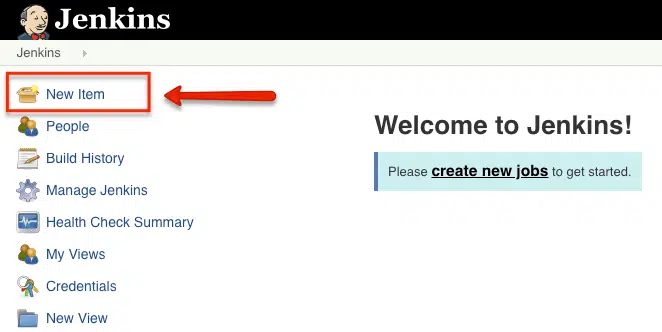 Jenkins
Jenkins
New Item
People
Build History
Manage Jenkins
Health Check Summary
My Views
Credentials
New View
Welcome to Jenkins!
Please create new jobs to get started.